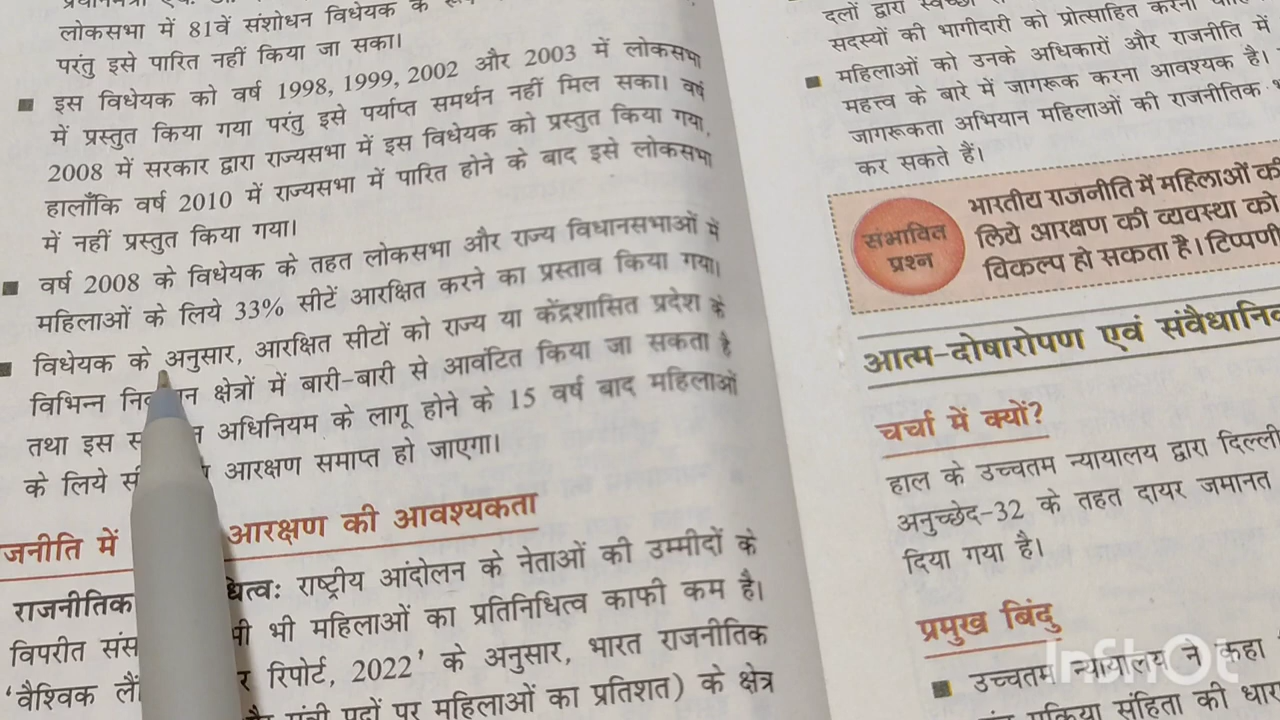 लोकसभा में 81वें संशोधन विधेयक के
परंतु इसे पारित नहीं किया जा सका।
■ इस विधेयक को वर्ष 1998, 1999, 2002 और 2003 में लोकसभा
में प्रस्तुत किया गया परंतु इसे पर्याप्त समर्थन नहीं मिल सका। वर्ष
2008 में सरकार द्वारा राज्यसभा में इस विधेयक को प्रस्तुत किया गया,
हालाँकि वर्ष 2010 में राज्यसभा में पारित होने के बाद इसे लोकसभा
में नहीं प्रस्तुत किया गया।
■ वर्ष 2008 के विधेयक के तहत लोकसभा और राज्य विधानसभाओं में
महिलाओं के लिये 33% सीटें आरक्षित करने का प्रस्ताव किया गया।
■ विधेयक के अनुसार, आरक्षित सीटों को राज्य या केंद्रशासित प्रदेश के
विभिन्न क्षेत्रों में बारी-बारी से आवंटित किया जा सकता है
तथा इस अधिनियम के लागू होने के 15 वर्ष बाद महिलाओं
के लिये आरक्षण समाप्त हो जाएगा।
में आरक्षण की आवश्यकता
राजनीतिक राष्ट्रीय आंदोलन के नेताओं की उम्मीदों के
विपरीत भी महिलाओं का प्रतिनिधित्व काफी कम है।
'वैश्विक रिपोर्ट, 2022' के अनुसार, भारत राजनीतिक
पदों पर महिलाओं का प्रतिशत) के क्षेत्र
दलों द्वारा
सदस्यों की भागीदारी को प्रोत्साहित करना
■ महिलाओं को उनके अधिकारों और राजनीति में
महत्त्व के बारे में जागरूक करना आवश्यक है।
जागरूकता अभियान महिलाओं की राजनीतिक
कर सकते हैं।
संभावित
प्रश्न
भारतीय राजनीति में महिलाओं की
लिये आरक्षण की व्यवस्था को
विकल्प हो सकता है। टिप्पणी
आत्म-दोषारोपण एवं
चर्चा में क्यों?
हाल के उच्चतम न्यायालय द्वारा दिल्ली
अनुच्छेद-32 के तहत दायर जमानत
दिया गया है।
प्रमुख बिंदु
■ उच्चतम न्यायालय ने कहा
संहिता की
InShOt